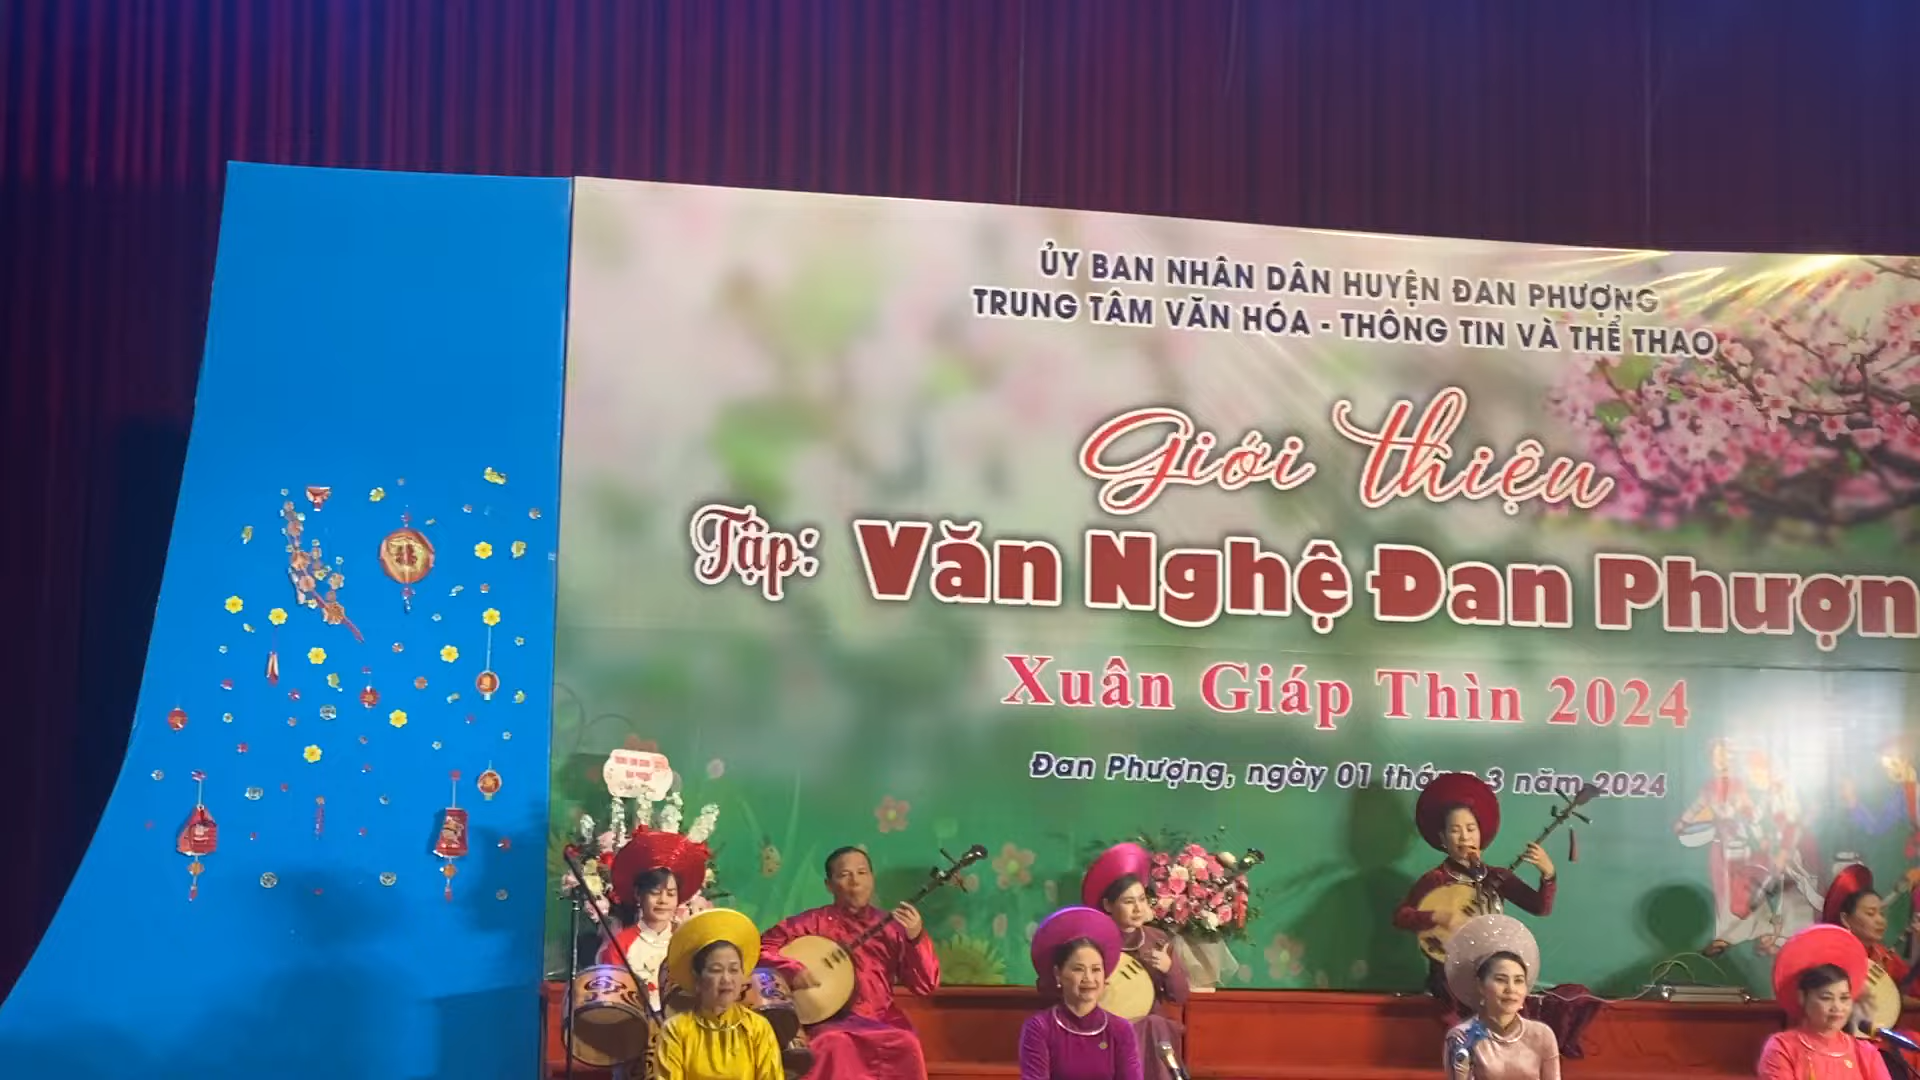 ỦY BAN NHÂN DÂN HUYỆN ĐAN PHƯỢNG
TRUNG TÂM VĂN HÓA - THÔNG TIN VÀ THỂ THAO
Giới thiệu
Tập: Văn Nghệ Đan Phượn
Xuân Giáp Thìn 2024
Đan Phượng, ngày 01 tháng 3 năm 2024